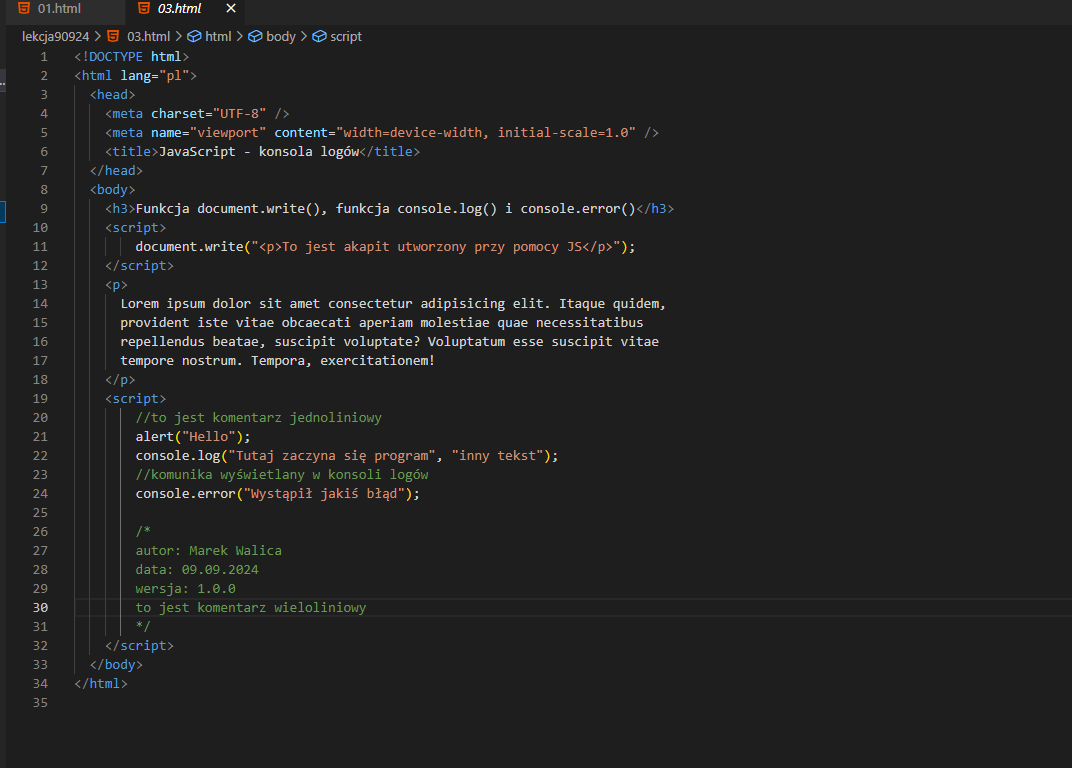 01.html 03.html
lekcja90924 > 03.html > html > body > script
1 <!DOCTYPE html>
2 <html lang="pl">
3 <head>
4 <meta charset="UTF-8" />
5 <meta name="viewport" content="width=device-width, initial-scale=1.0" />
6 <title>JavaScript - konsola logów</title>
7 </head>
8 <body>
9 <h3>Funkcja document.write(), funkcja console.log() i console.error()</h3>
10 <script>
11 document.write("<p>To jest akapit utworzony przy pomocy JS</p>");
12 </script>
13 <p>
14 Lorem ipsum dolor sit amet consectetur adipisicing elit. Itaque quidem,
15 provident iste vitae obcaecati aperiam molestiae quae necessitatibus
16 repellendus beatae, suscipit voluptate? Voluptatum esse suscipit vitae
17 tempore nostrum. Tempora, exercitationem!
18 </p>
19 <script>
20 //to jest komentarz jednoliniowy
21 alert("Hello");
22 console.log("Tutaj zaczyna się program", "inny tekst");
23 //komunika wyświetlany w konsoli logów
24 console.error("Wystąpił jakiś błąd");
25
26 /*
27 autor: Marek Walica
28 data: 09.09.2024
29 wersja: 1.0.0
30 to jest komentarz wieloliniowy
31 */
32 </script>
33 </body>
34 </html>
35